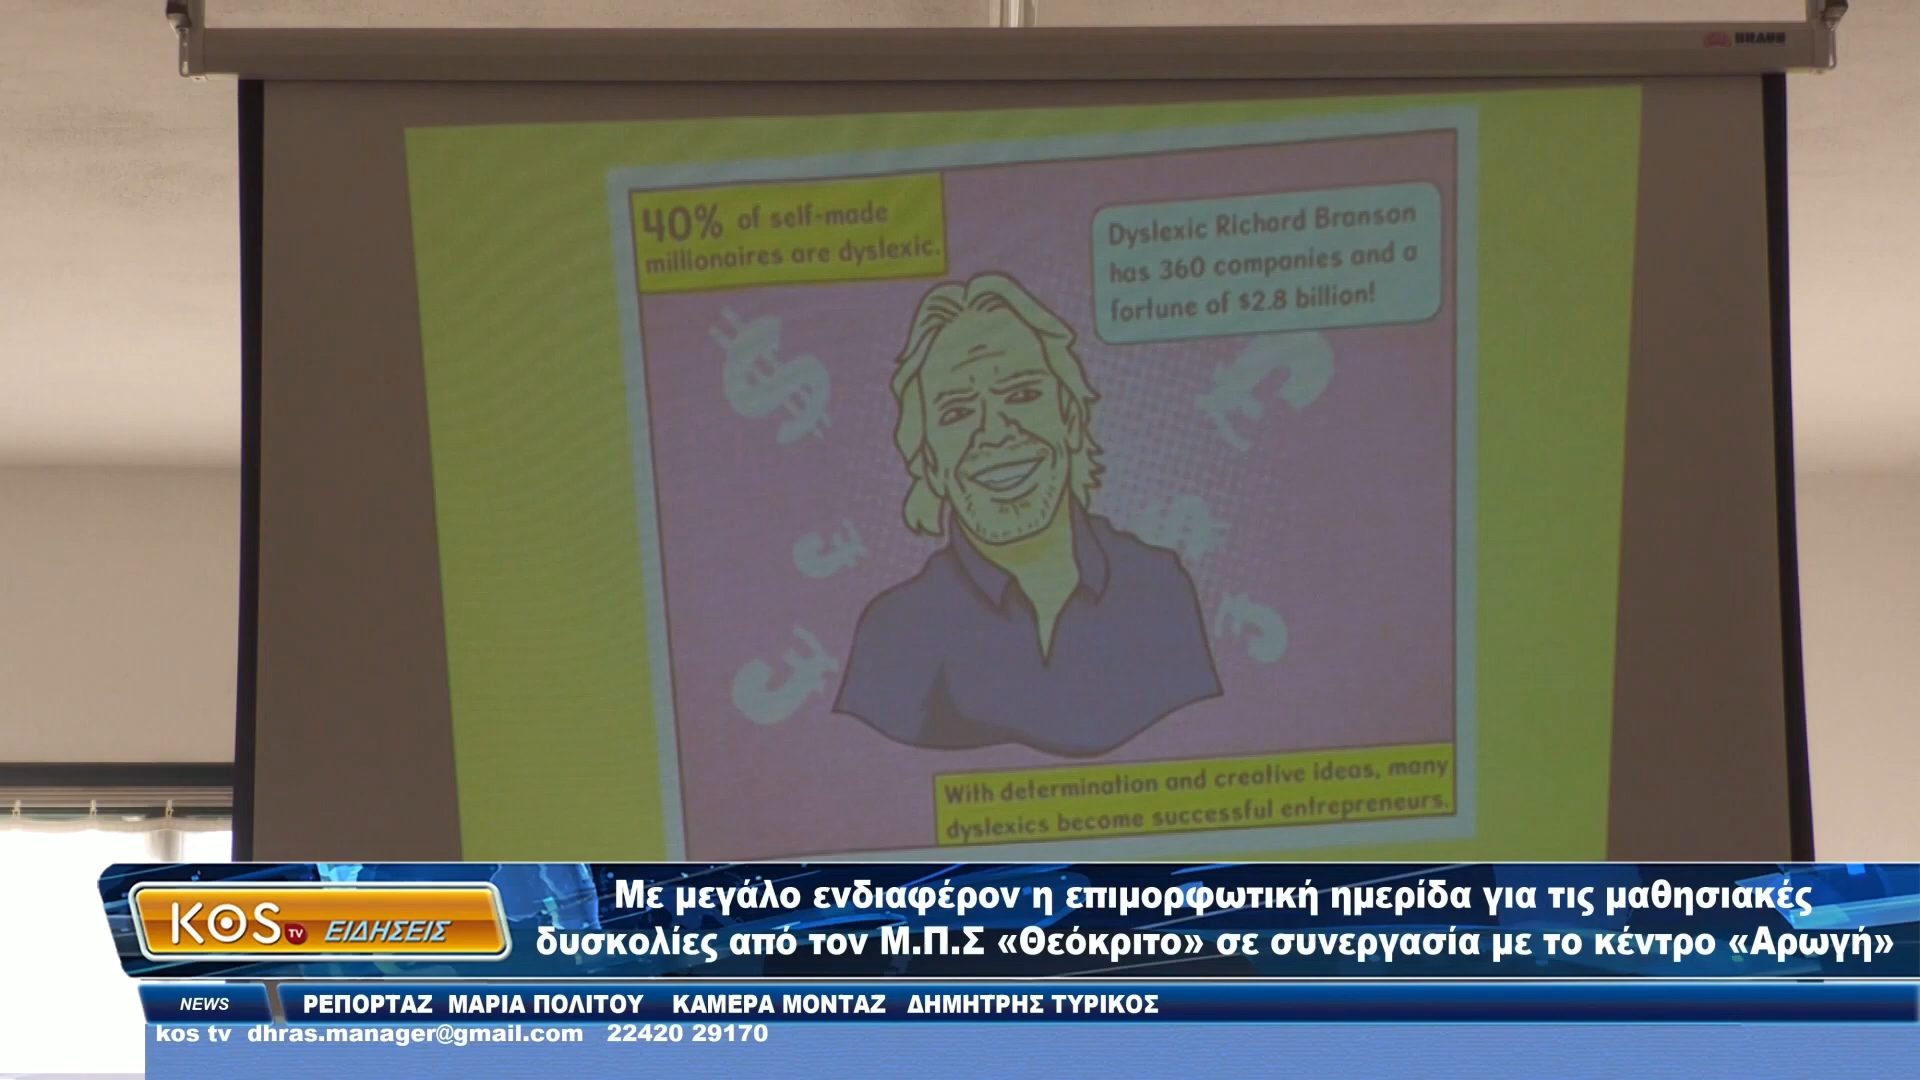 BRAUN
40% of self-made
millionaires are dyslexic.
Dyslexic Richard Branson
has 360 companies and a
fortune of $2.8 billion!
With determination and creative ideas, many
dyslexics become successful entrepreneurs.
KOS TV ΕΙΔΗΣΕΙΣ
Με μεγάλο ενδιαφέρον η επιμορφωτική ημερίδα για τις μαθησιακές
δυσκολίες από τον Μ.Π.Σ «Θεόκριτο» σε συνεργασία με το κέντρο «Αρωγή»
NEWS
ΡΕΠΟΡΤΑΖ ΜΑΡΙΑ ΠΟΛΙΤΟΥ ΚΑΜΕΡΑ ΜΟΝΤΑΖ ΔΗΜΗΤΡΗΣ ΤΥΡΙΚΟΣ
kos tv dhras.manager@gmail.com 22420 29170